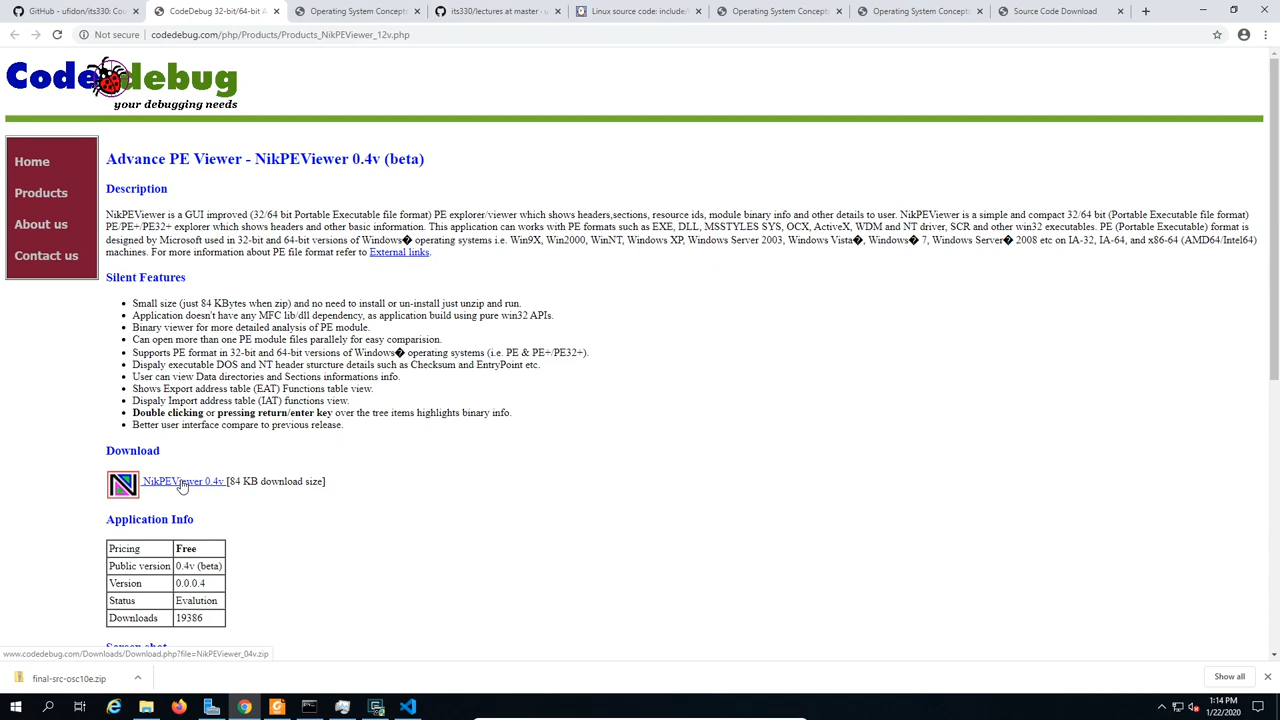 GitHub - ufidon/its330: Cou
CodeDebug 32-bit/64-bit A
Operating System Concepts
its330/lectures at master · u
Linux source code: include/
Operating System Concepts
Operating System Concepts
Source Code Download
Not secure
codedebug.com/php/Products/Products_NikPEViewer_12v.php
Code debug
your debugging needs
Home
Products
About us
Contact us
Advance PE Viewer - NikPEViewer 0.4v (beta)
Description
NikPEViewer is a GUI improved (32/64 bit Portable Executable file format) PE explorer/viewer which shows headers,sections, resource ids, module binary info and other details to user. NikPEViewer is a simple and compact 32/64 bit (Portable Executable file format)
PE/PE+/PE32+ explorer which shows headers and other basic information. This application can works with PE formats such as EXE, DLL, MSSTYLES SYS, OCX, ActiveX, WDM and NT driver, SCR and other win32 executables. PE (Portable Executable) format is
designed by Microsoft used in 32-bit and 64-bit versions of Windows� operating systems i.e. Win9X, Win2000, WinNT, Windows XP, Windows Server 2003, Windows Vista�, Windows� 7, Windows Server� 2008 etc on IA-32, IA-64, and x86-64 (AMD64/Intel64)
machines. For more information about PE file format refer to External links.
Silent Features
• Small size (just 84 KBytes when zip) and no need to install or un-install just unzip and run.
• Application doesn't have any MFC lib/dll dependency, as application build using pure win32 APIs.
• Binary viewer for more detailed analysis of PE module.
• Can open more than one PE module files parallely for easy comparision.
• Supports PE format in 32-bit and 64-bit versions of Windows� operating systems (i.e. PE & PE+/PE32+).
• Dispaly executable DOS and NT header sturcture details such as Checksum and EntryPoint etc.
• User can view Data directories and Sections informations info.
• Shows Export address table (EAT) Functions table view.
• Dispaly Import address table (IAT) functions view.
• Double clicking or pressing return/enter key over the tree items highlights binary info.
• Better user interface compare to previous release.
Download
NikPEViewer 0.4v [84 KB download size]
Application Info
Pricing Free
Public version 0.4v (beta)
Version 0.0.0.4
Status Evalution
Downloads 19386
Screen shot
www.codedebug.com/Downloads/Download.php?file=NikPEViewer_04v.zip
final-src-osc10e.zip
Show all
1:14 PM
1/22/2020